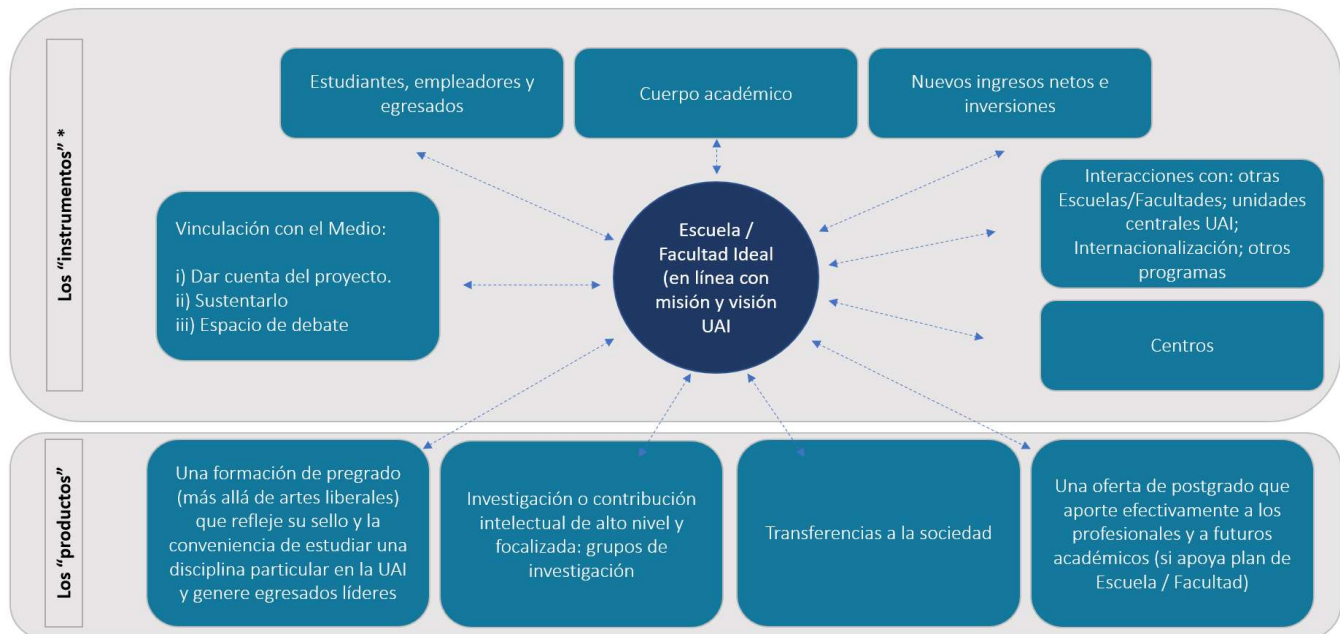 Los "instrumentos" *
Estudiantes, empleadores y
egresados
Cuerpo académico
Nuevos ingresos netos e
inversiones
Vinculación con el Medio:
i) Dar cuenta del proyecto.
ii) Sustentarlo
iii) Espacio de debate
Escuela /
Facultad Ideal
(en línea con
misión y visión
UAI
Interacciones con: otras
Escuelas/Facultades; unidades
centrales UAI;
Internacionalización; otros
programas
Centros
Los "productos"
Una formación de pregrado
(más allá de artes liberales)
que refleje su sello y la
conveniencia de estudiar una
disciplina particular en la UAI
y genere egresados líderes
Investigación o contribución
intelectual de alto nivel y
focalizada: grupos de
investigación
Transferencias a la sociedad
Una oferta de postgrado que
aporte efectivamente a los
profesionales y a futuros
académicos (si apoya plan de
Escuela / Facultad)